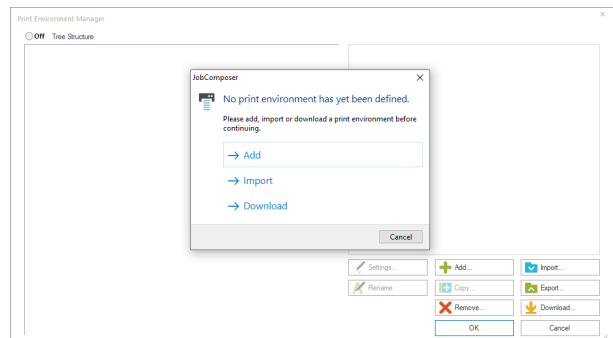 Print Environment Manager
Off Tree Structure
JobComposer
No print environment has yet been defined.
Please add, import or download a print environment before
continuing.
Add
Import
Download
Cancel
Settings... Add... Import...
Rename Copy... Export...
Remove... Download...
OK Cancel